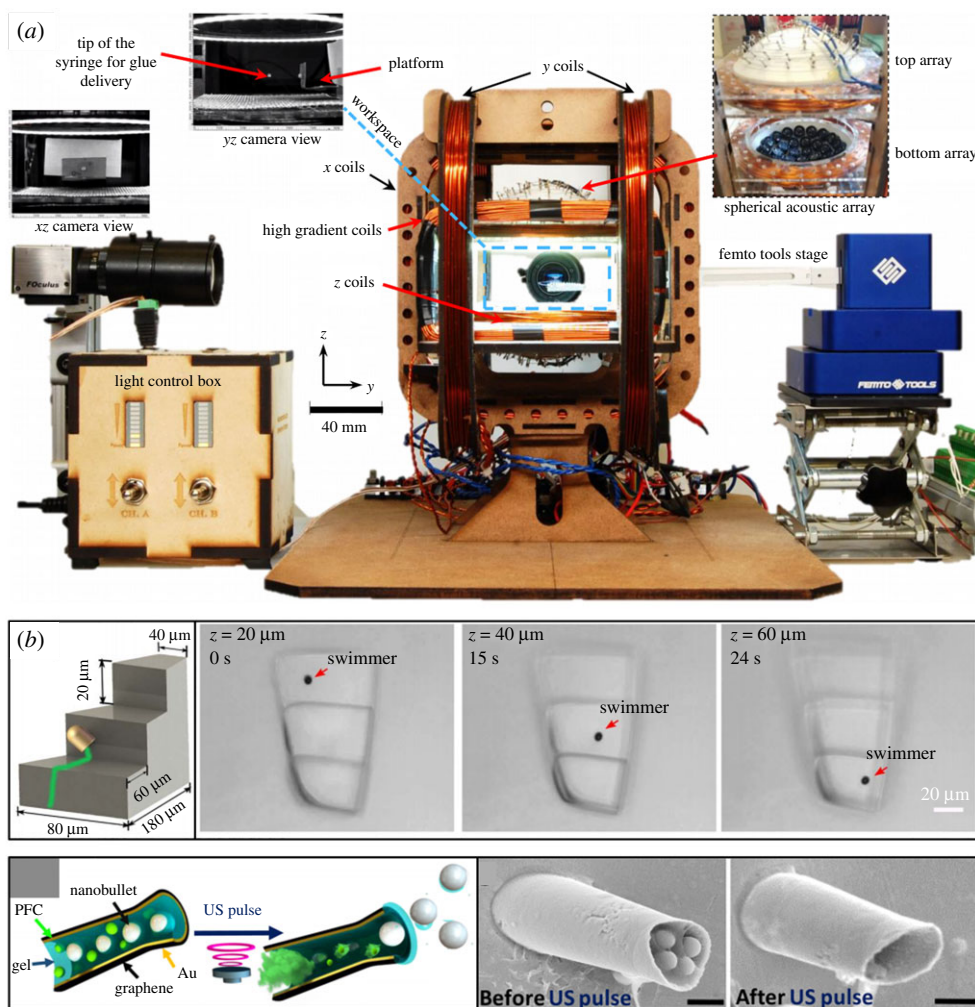 (a)
tip of the
syringe for glue
delivery
platform
yz camera view
xz camera view
workspace
y coils
x coils
high gradient coils
z coils
top array
bottom array
spherical acoustic array
femto tools stage
FOculus
light control box
CH. A
CH. B
z
y
40 mm
FEMTO TOOLS
(b)
40 µm
20 µm
60 µm
80 µm
180 µm
z = 20 µm
0 s
swimmer
z = 40 µm
15 s
swimmer
z = 60 µm
24 s
swimmer
20 µm
nanobullet
PFC
gel
graphene
Au
US pulse
Before US pulse
After US pulse